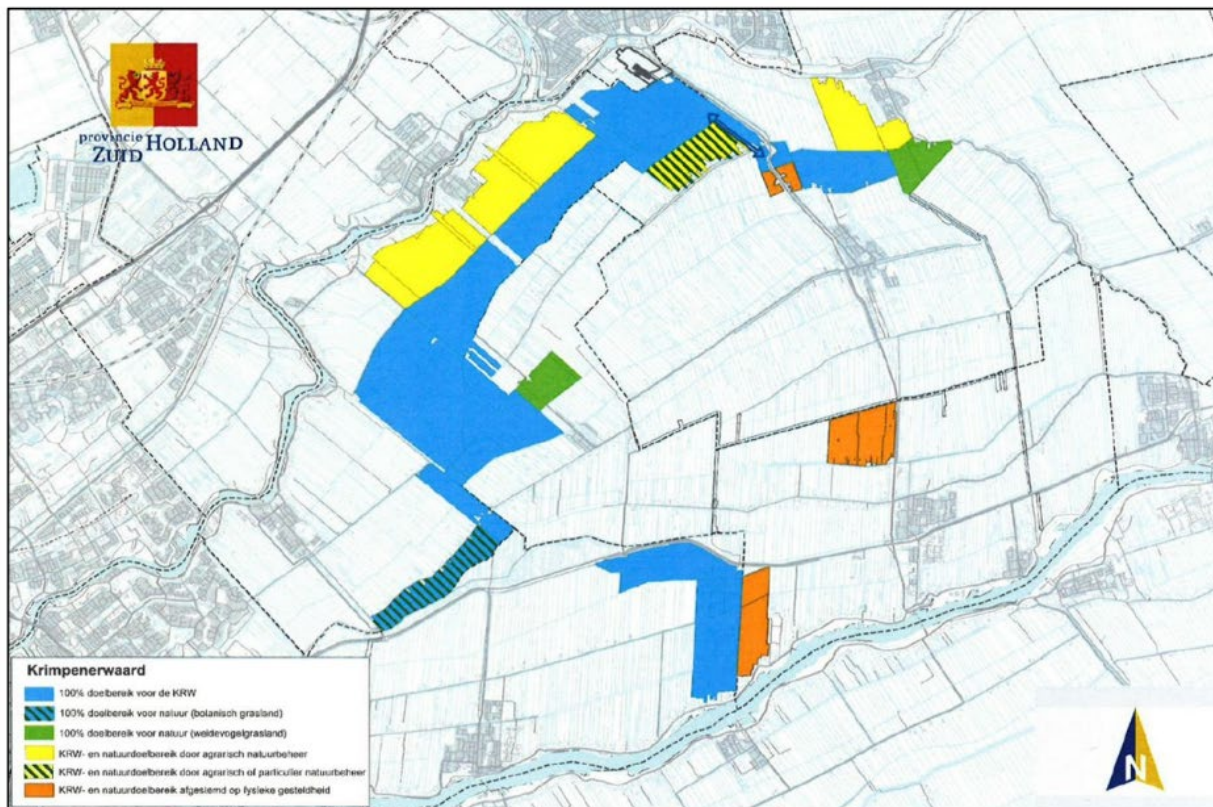 provincie HOLLAND
ZUID
Krimpenerwaard
100% doelbereik voor de KRW
100% doelbereik voor natuur (botanisch grasland)
100% doelbereik voor natuur (weidevogelgrasland)
KRW- en natuurdoelbereik door agrarisch natuurbeheer
KRW- en natuurdoelbereik door agrarisch of particulier natuurbeheer
KRW- en natuurdoelbereik afgestemd op fysieke gesteldheid
N